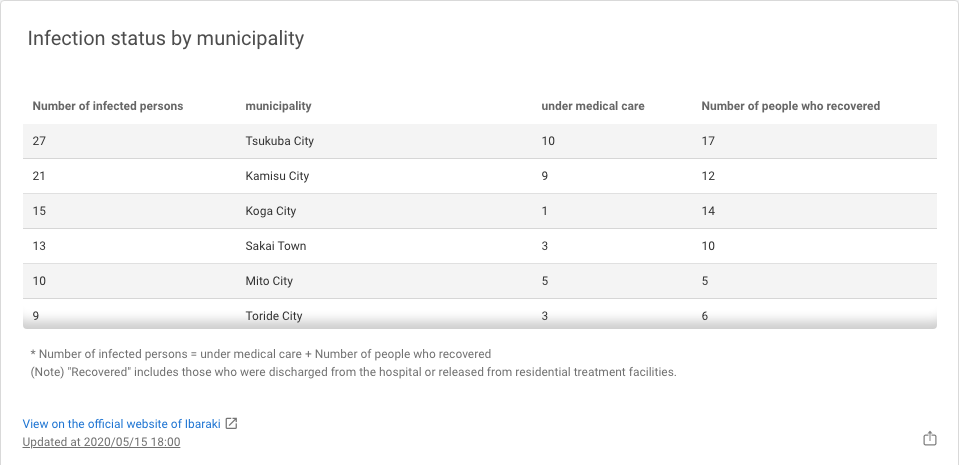 Infection status by municipality
Number of infected persons municipality under medical care Number of people who recovered
27 Tsukuba City 10 17
21 Kamisu City 9 12
15 Koga City 1 14
13 Sakai Town 3 10
10 Mito City 5 5
9 Toride City 3 6
* Number of infected persons = under medical care + Number of people who recovered
(Note) "Recovered" includes those who were discharged from the hospital or released from residential treatment facilities.
View on the official website of Ibaraki
Updated at 2020/05/15 18:00